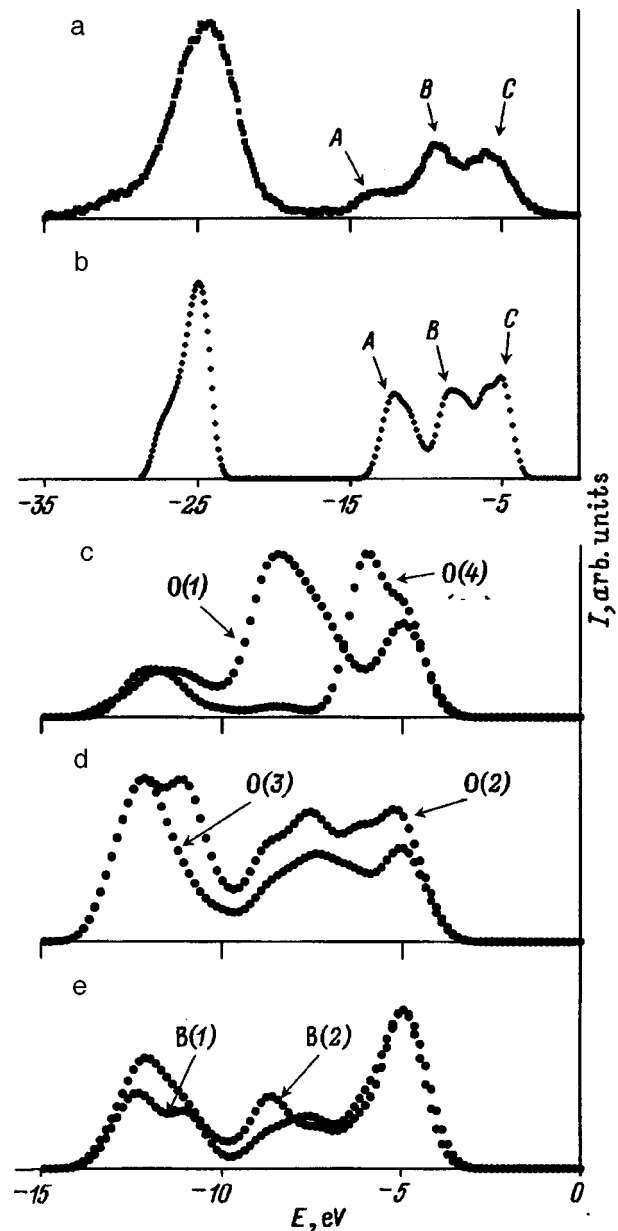 a
A
B
C
b
A
B
C
−35
−25
−15
−5
I, arb. units
c
O(1)
O(4)
d
O(3)
O(2)
e
B(1)
B(2)
−15
−10
−5
0
E, eV